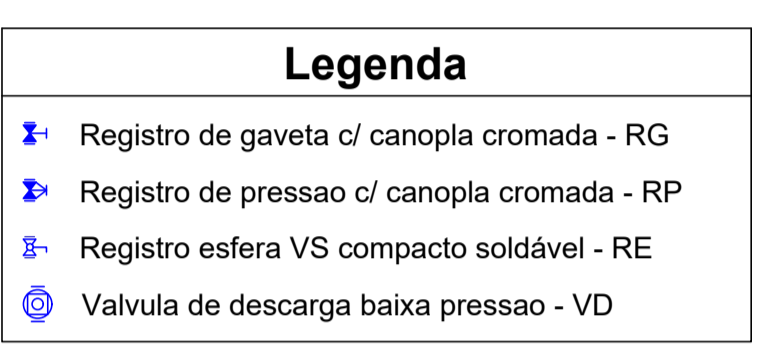 Legenda
Registro de gaveta c/ canopla cromada - RG
Registro de pressao c/ canopla cromada - RP
Registro esfera VS compacto soldável - RE
Valvula de descarga baixa pressao - VD